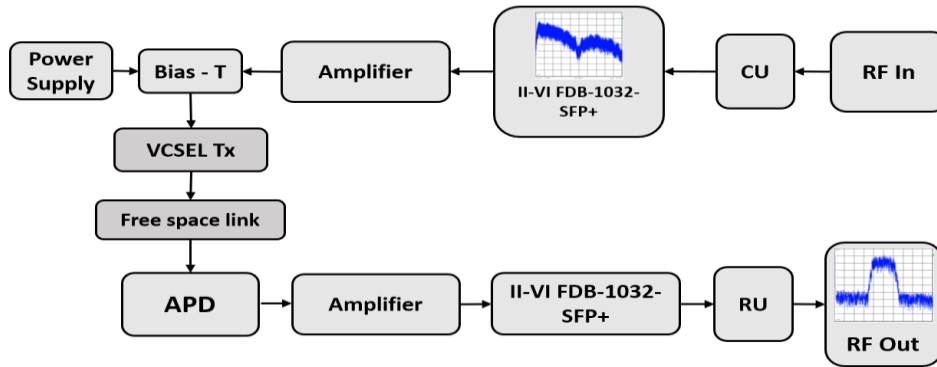 Power
Supply
Bias - T
Amplifier
II-VI FDB-1032-
SFP+
CU
RF In
VCSEL Tx
Free space link
APD
Amplifier
II-VI FDB-1032-
SFP+
RU
RF Out